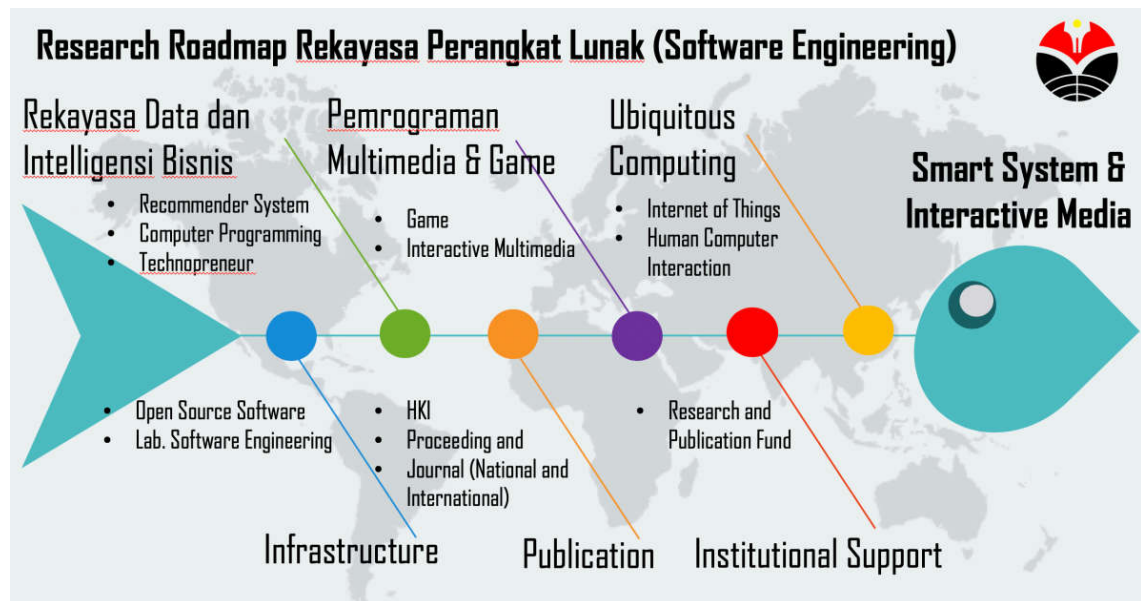 Research Roadmap Rekayasa Perangkat Lunak (Software Engineering)
Rekayasa Data dan
Intelligensi Bisnis
• Recommender System
• Computer Programming
• Technopreneur
Pemrograman
Multimedia & Game
• Game
• Interactive Multimedia
Ubiquitous
Computing
• Internet of Things
• Human Computer
Interaction
Smart System &
Interactive Media
• Open Source Software
• Lab. Software Engineering
Infrastructure
• HKI
• Proceeding and
• Journal (National and
International)
Publication
• Research and
Publication Fund
Institutional Support